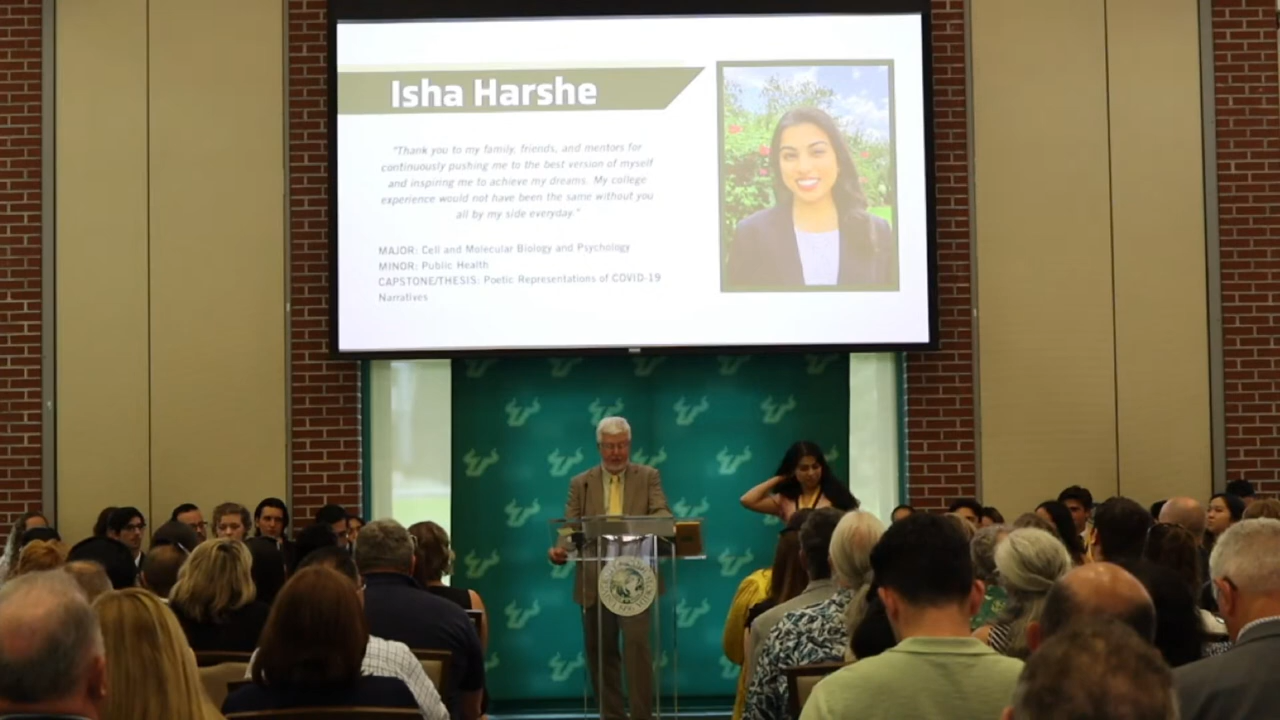 Isha Harshe
"Thank you to my family, friends, and mentors for
continuously pushing me to the best version of myself
and inspiring me to achieve my dreams. My college
experience would not have been the same without you
all by my side everyday."
MAJOR: Cell and Molecular Biology and Psychology
MINOR: Public Health
CAPSTONE/THESIS: Poetic Representations of COVID-19
Narratives